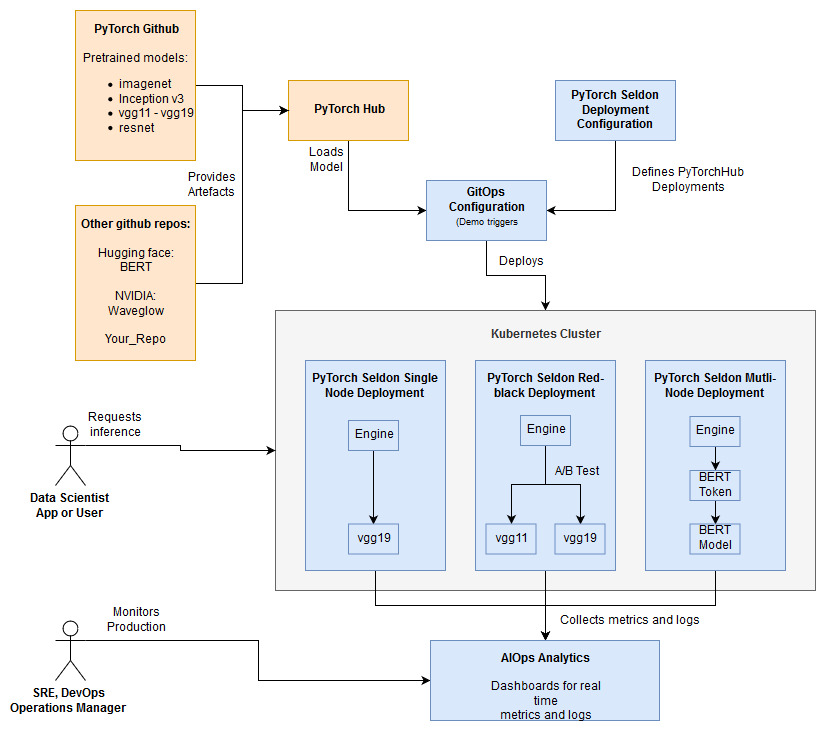 PyTorch Github
Pretrained models:
• imagenet
• Inception v3
• vgg11 - vgg19
• resnet
PyTorch Hub
PyTorch Seldon
Deployment
Configuration
Loads
Model
Provides
Artefacts
Defines PyTorchHub
Deployments
GitOps
Configuration
(Demo triggers
Other github repos:
Hugging face:
BERT
NVIDIA:
Waveglow
Your_Repo
Deploys
Kubernetes Cluster
PyTorch Seldon Single
Node Deployment
Engine
vgg19
PyTorch Seldon Red-
black Deployment
Engine
A/B Test
vgg11
vgg19
PyTorch Seldon Mutli-
Node Deployment
Engine
BERT
Token
BERT
Model
Requests
inference
Data Scientist
App or User
Collects metrics and logs
Monitors
Production
SRE, DevOps
Operations Manager
AIOps Analytics
Dashboards for real
time
metrics and logs